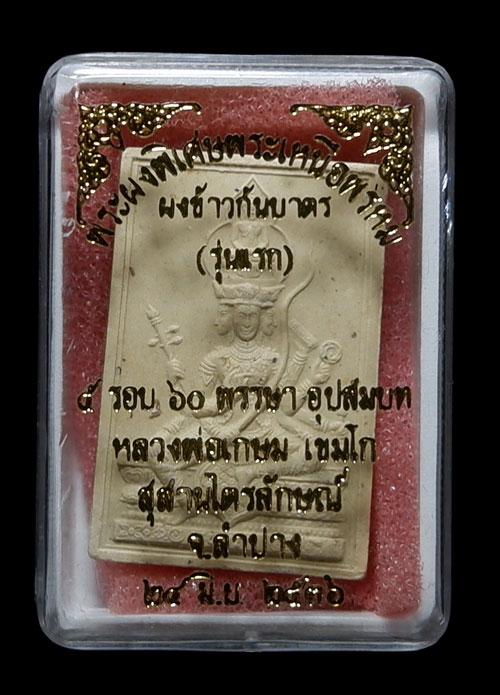 พระผงพิเศษพระเหนือพรหม
ผงข้าวก้นบาตร
(รุ่นแรก)
๕ รอบ ๖๐ พรรษา อุปสมบท
หลวงพ่อเกษม เขมโก
สุสานไตรลักษณ์
จ.ลำปาง
๒๘ มิ.ย. ๒๕๓๖